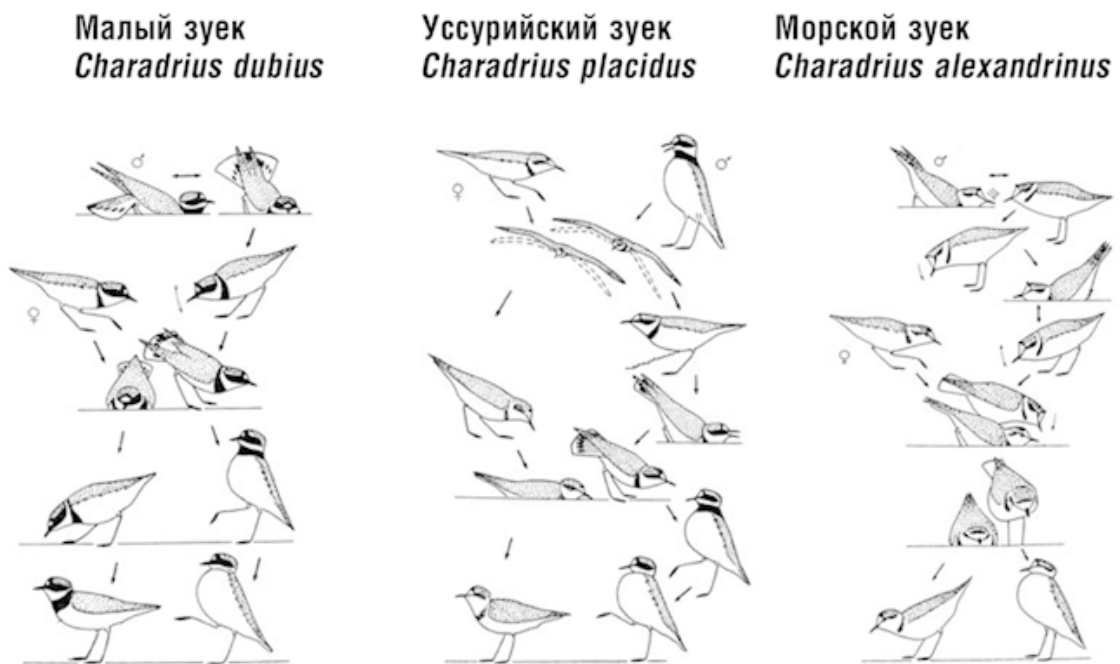 Малый зуек
Charadrius dubius
Уссурийский зуек
Charadrius placidus
Морской зуек
Charadrius alexandrinus
♂
♀
♀
♂
♂
♀